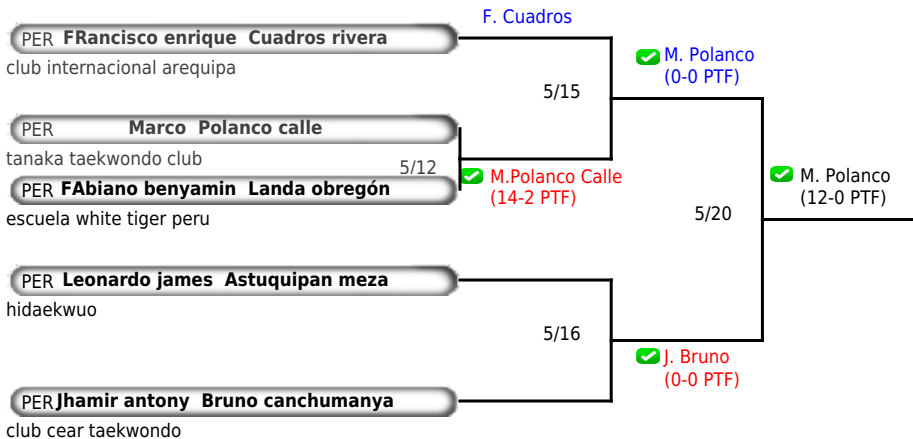 F. Cuadros
PER FRancisco enrique Cuadros rivera
club internacional arequipa
M. Polanco
(0-0 PTF)
5/15
PER Marco Polanco calle
tanaka taekwondo club
5/12
M.Polanco Calle
(14-2 PTF)
PER FAbiano benyamin Landa obregón
escuela white tiger peru
M. Polanco
(12-0 PTF)
5/20
PER Leonardo james Astuquipan meza
hidaekwuo
5/16
J. Bruno
(0-0 PTF)
PER Jhamir antony Bruno canchumanya
club cear taekwondo